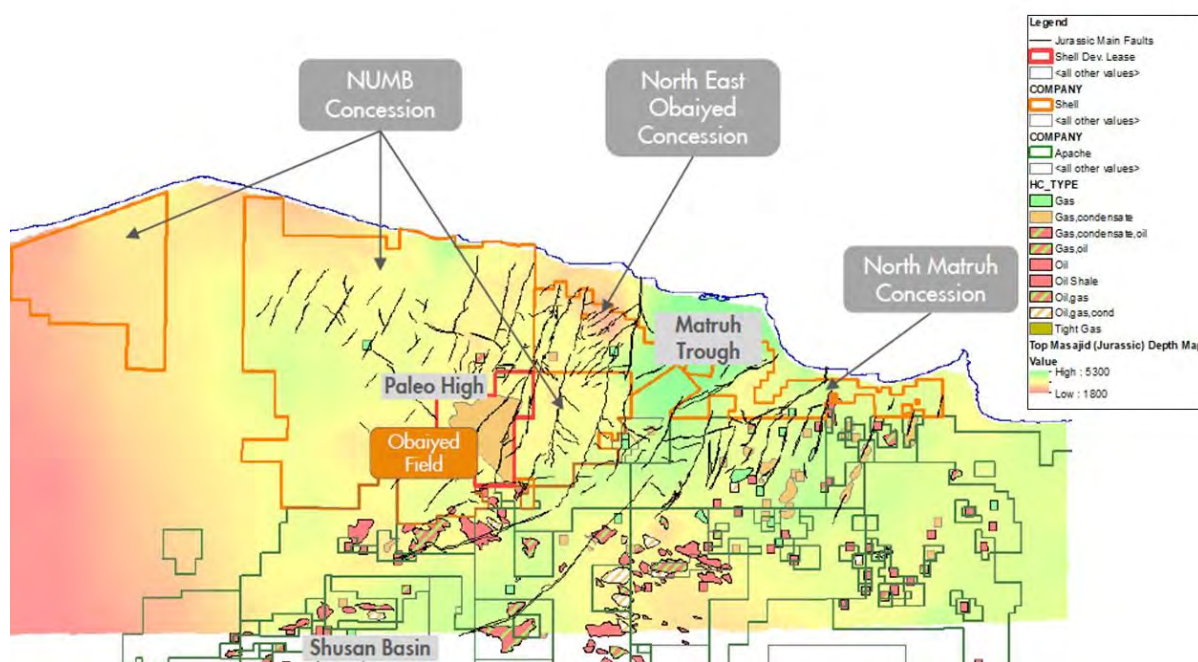 NUMB
Concession
North East
Obaiyed
Concession
North Matruh
Concession
Matruh
Trough
Paleo High
Obaiyed
Field
Shusan Basin
Legend
Jurassic Main Faults
Shell Dev. Lease
<all other values>
COMPANY
Shell
<all other values>
COMPANY
Apache
<all other values>
HC_TYPE
Gas
Gas,condensate
Gas,condensate,oil
Gas,oil
Oil
Oil Shale
Oil,gas
Oil,gas,cond
Tight Gas
Top Masajid (Jurassic) Depth Ma
Value
High : 5300
Low : 1800